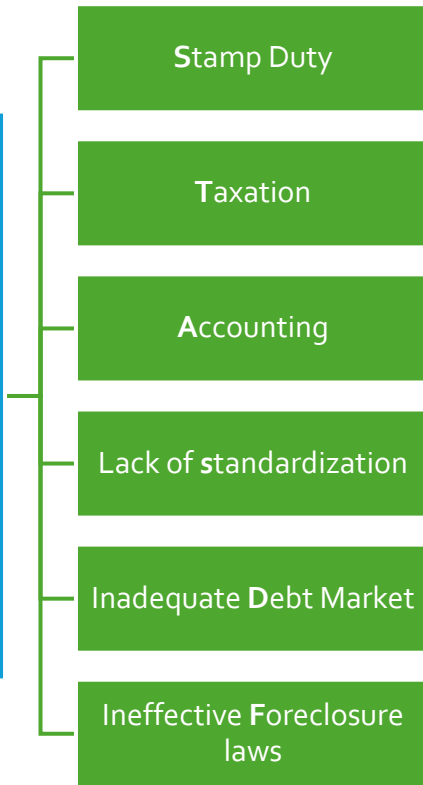 Stamp Duty
Taxation
Accounting
Lack of standardization
Inadequate Debt Market
Ineffective Foreclosure
laws